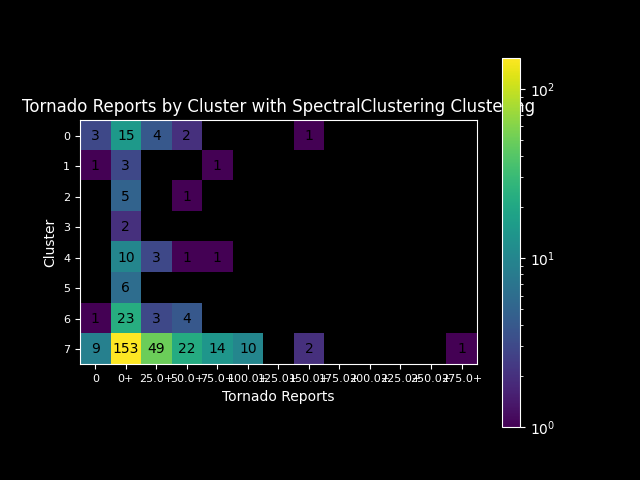 Tornado Reports by Cluster with SpectralClustering Clustering
10²
0 3 15 4 2 1
1 1 3 1
2 5 1
3 2
Cluster
4 10 3 1 1
10¹
5 6
6 1 23 3 4
7 9 153 49 22 14 10 2 1
0 0+ 25.0+ 50.0+ 75.0+ 100.0+ 125.0+ 150.0+ 175.0+ 200.0+ 225.0+ 250.0+ 275.0+
Tornado Reports
10⁰